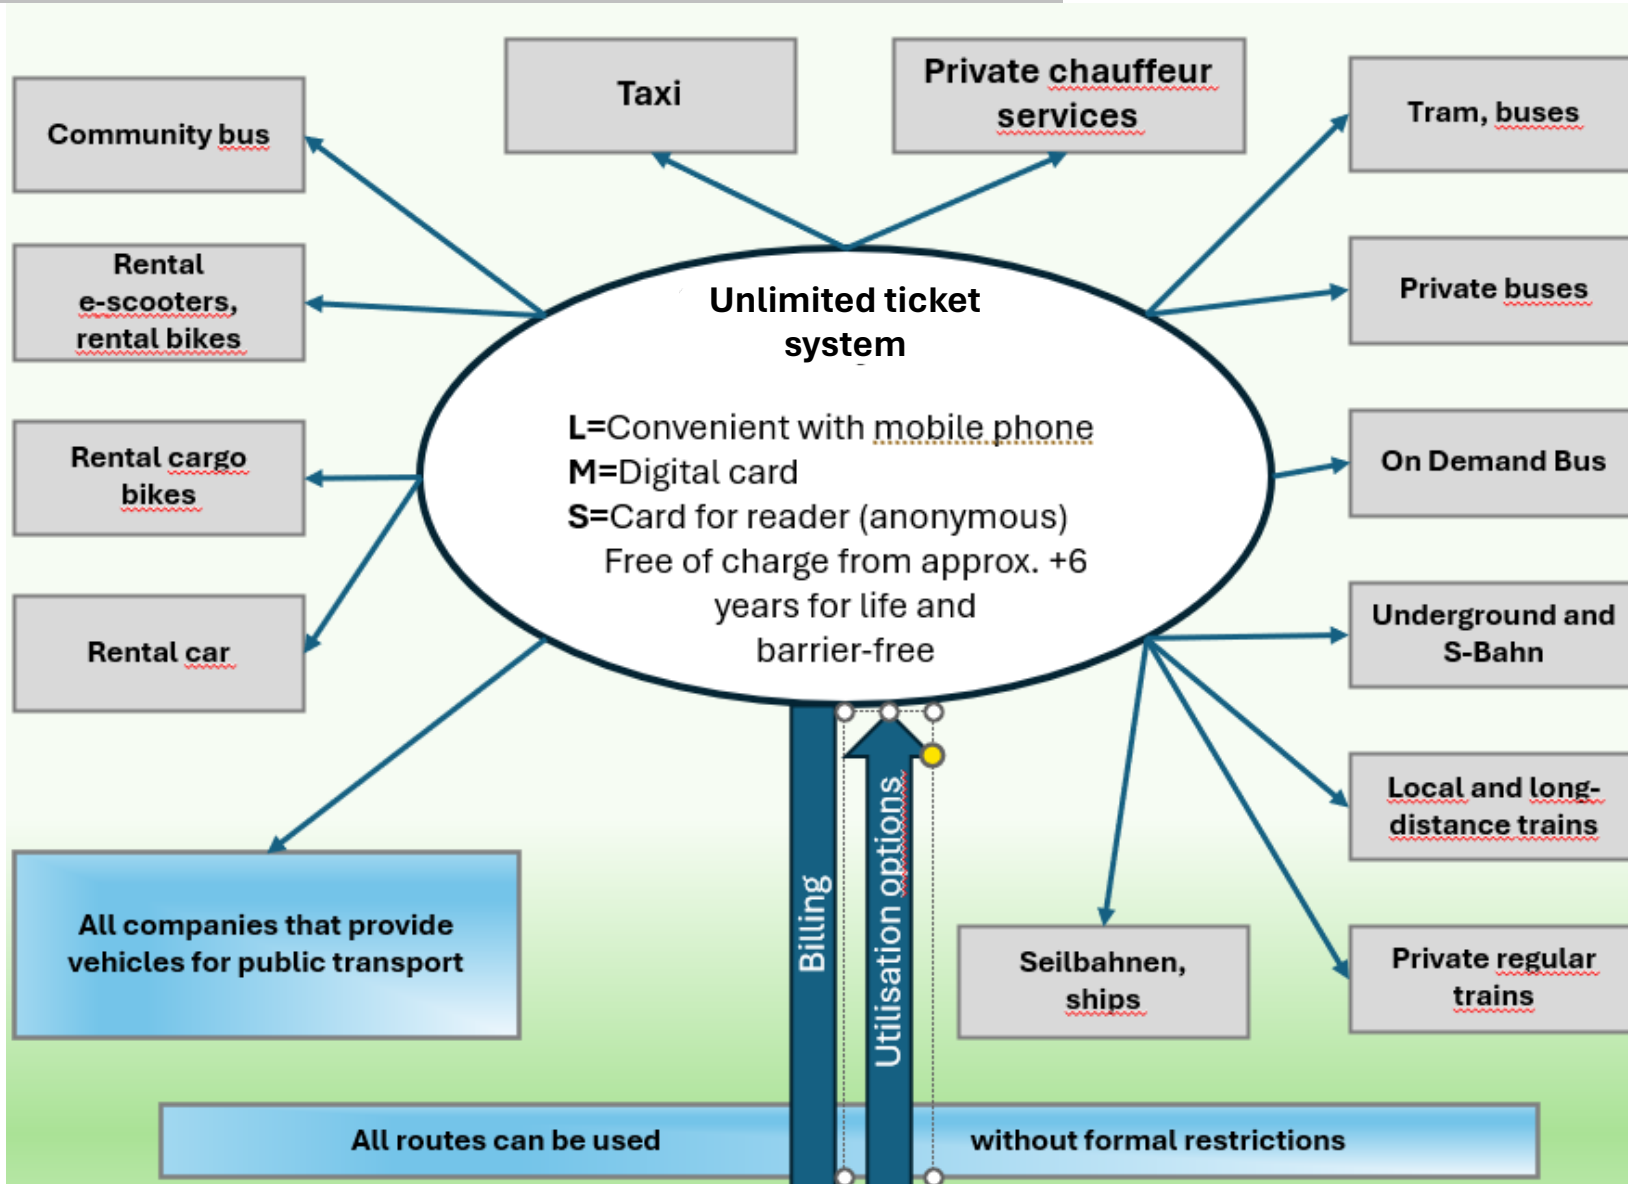 Taxi
Private chauffeur
services
Community bus
Tram, buses
Rental
e-scooters,
rental bikes
Private buses
Unlimited ticket
system
L=Convenient with mobile phone
M=Digital card
S=Card for reader (anonymous)
Free of charge from approx. +6
years for life and
barrier-free
Rental cargo
bikes
On Demand Bus
Rental car
Underground and
S-Bahn
Local and long-
distance trains
All companies that provide
vehicles for public transport
Billing
Utilisation options
Seilbahnen,
ships
Private regular
trains
All routes can be used
without formal restrictions